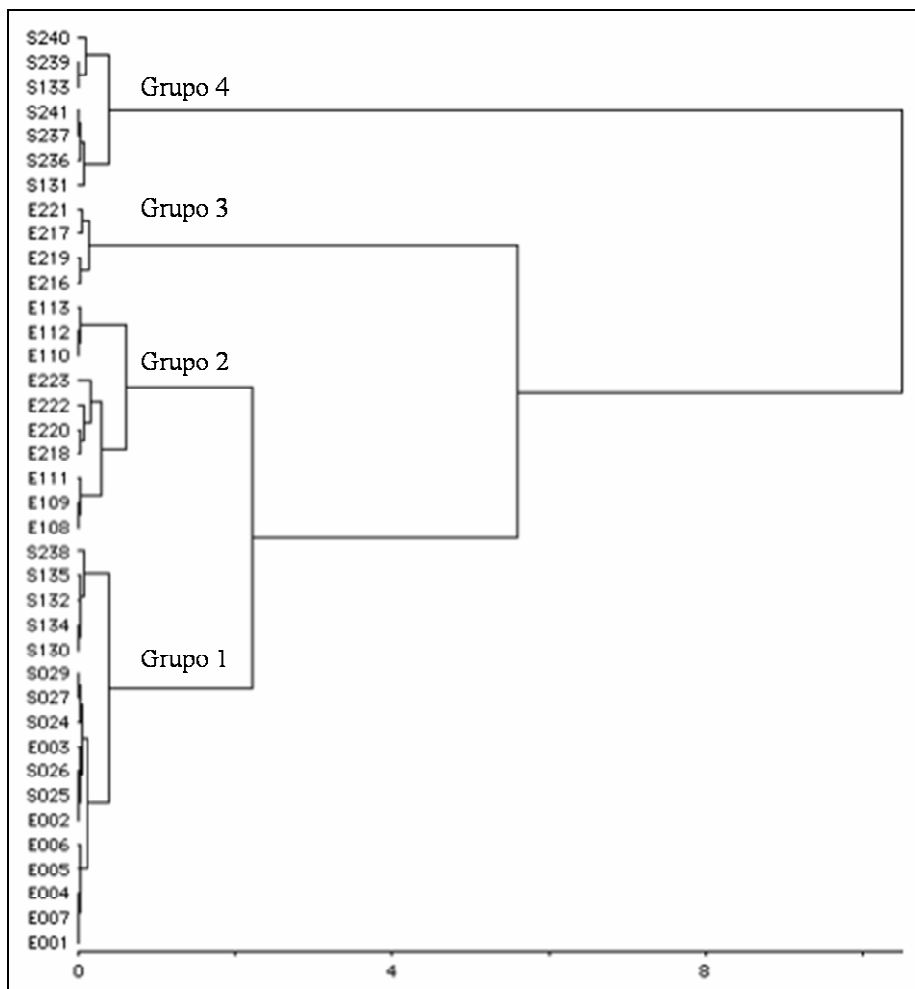 S240
S239
S133
Grupo 4
S241
S237
S236
S131
E221
Grupo 3
E217
E219
E216
E113
E112
E110
Grupo 2
E223
E222
E220
E218
E111
E109
E108
S238
S135
S132
S134
S130
Grupo 1
S029
S027
S024
E003
S026
S025
E002
E006
E005
E004
E007
E001
0 4 8